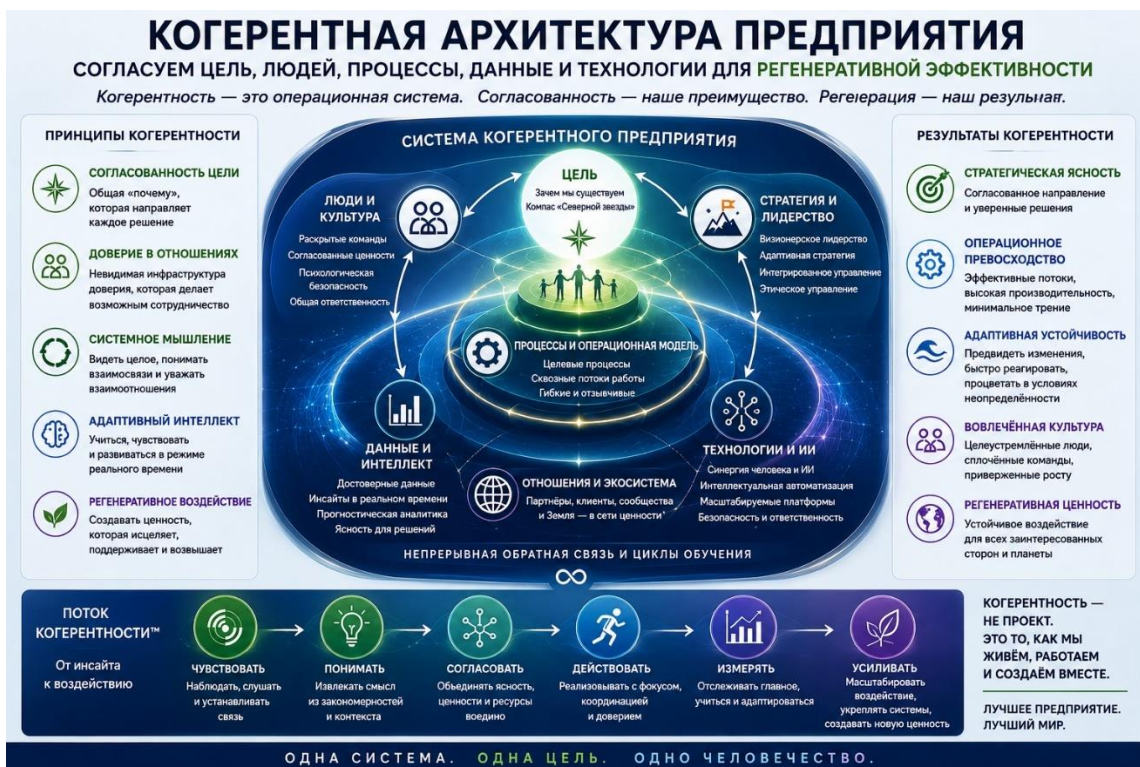 КОГЕРЕНТНАЯ АРХИТЕКТУРА ПРЕДПРИЯТИЯ
СОГЛАСУЕМ ЦЕЛЬ, ЛЮДЕЙ, ПРОЦЕССЫ, ДАННЫЕ И ТЕХНОЛОГИИ ДЛЯ РЕГЕНЕРАТИВНОЙ ЭФФЕКТИВНОСТИ
Когерентность — это операционная система. Согласованность — наше преимущество. Регенерация — наш результат.
ПРИНЦИПЫ КОГЕРЕНТНОСТИ
СОГЛАСОВАННОСТЬ ЦЕЛИ
Общая «почему»,
которая направляет
каждое решение
ДОВЕРИЕ В ОТНОШЕНИЯХ
Невидимая инфраструктура
доверия, которая делает
возможным сотрудничество
СИСТЕМНОЕ МЫШЛЕНИЕ
Видеть целое, понимать
взаимосвязи и уважать
взаимоотношения
АДАПТИВНЫЙ ИНТЕЛЛЕКТ
Учиться, чувствовать
и развиваться в режиме
реального времени
РЕГЕНЕРАТИВНОЕ ВОЗДЕЙСТВИЕ
Создавать ценность,
которая исцеляет,
поддерживает и возвышает
СИСТЕМА КОГЕРЕНТНОГО ПРЕДПРИЯТИЯ
ЦЕЛЬ
Зачем мы существуем
Компас «Северной звезды»
ЛЮДИ И
КУЛЬТУРА
Раскрытые команды
Согласованные ценности
Психологическая
безопасность
Общая ответственность
СТРАТЕГИЯ И
ЛИДЕРСТВО
Визионерское лидерство
Адаптивная стратегия
Интегрированное управление
Этическое управление
ПРОЦЕССЫ И ОПЕРАЦИОННАЯ МОДЕЛЬ
Целевые процессы
Сквозные потоки работы
Гибкие и отзывчивые
ДАННЫЕ И
ИНТЕЛЛЕКТ
Достоверные данные
Инсайты в реальном времени
Прогностическая аналитика
Ясность для решений
ОТНОШЕНИЯ И ЭКОСИСТЕМА
Партнёры, клиенты, сообщества
и Земля — в сети ценности
ТЕХНОЛОГИИ И ИИ
Синергия человека и ИИ
Интеллектуальная автоматизация
Масштабируемые платформы
Безопасность и ответственность
НЕПРЕРЫВНАЯ ОБРАТНАЯ СВЯЗЬ И ЦИКЛЫ ОБУЧЕНИЯ
РЕЗУЛЬТАТЫ КОГЕРЕНТНОСТИ
СТРАТЕГИЧЕСКАЯ ЯСНОСТЬ
Согласованное направление
и уверенные решения
ОПЕРАЦИОННОЕ
ПРЕВОСХОДСТВО
Эффективные потоки,
высокая производительность,
минимальное трение
АДАПТИВНАЯ УСТОЙЧИВОСТЬ
Предвидеть изменения,
быстро реагировать,
процветать в условиях
неопределённости
ВОВЛЕЧЁННАЯ КУЛЬТУРА
Целеустремлённые люди,
сплочённые команды,
приверженные росту
РЕГЕНЕРАТИВНАЯ ЦЕННОСТЬ
Устойчивое воздействие
для всех заинтересованных
сторон и планеты
ПОТОК
КОГЕРЕНТНОСТИ™
От инсайта
к воздействию
ЧУВСТВОВАТЬ
Наблюдать, слушать
и устанавливать
связь
ПОНИМАТЬ
Извлекать смысл
из закономерностей
и контекста
СОГЛАСОВАТЬ
Объединять ясность,
ценности и ресурсы
воедино
ДЕЙСТВОВАТЬ
Реализовывать с фокусом,
координацией
и доверием
ИЗМЕРЯТЬ
Отслеживать главное,
учиться и адаптироваться
УСИЛИВАТЬ
Масштабировать
воздействие,
укреплять системы,
создавать новую ценность
КОГЕРЕНТНОСТЬ —
НЕ ПРОЕКТ.
ЭТО ТО, КАК МЫ
ЖИВЁМ, РАБОТАЕМ
И СОЗДАЁМ ВМЕСТЕ.
ЛУЧШЕЕ ПРЕДПРИЯТИЕ.
ЛУЧШИЙ МИР.
ОДНА СИСТЕМА. ОДНА ЦЕЛЬ. ОДНО ЧЕЛОВЕЧЕСТВО.